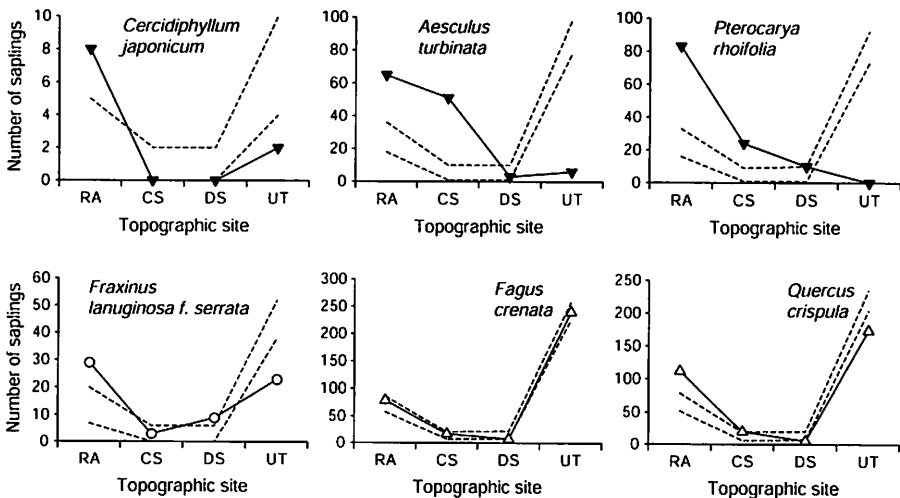 Cercidiphyllum
japonicum
Number of saplings
10
8
6
4
2
0
RA CS DS UT
Topographic site
Aesculus
turbinata
100
80
60
40
20
0
RA CS DS UT
Topographic site
Pterocarya
rhoifolia
100
80
60
40
20
0
RA CS DS UT
Topographic site
Fraxinus
lanuginosa f. serrata
Number of saplings
60
50
40
30
20
10
0
RA CS DS UT
Topographic site
Fagus
crenata
300
250
200
150
100
50
0
RA CS DS UT
Topographic site
Quercus
crispula
250
200
150
100
50
0
RA CS DS UT
Topographic site